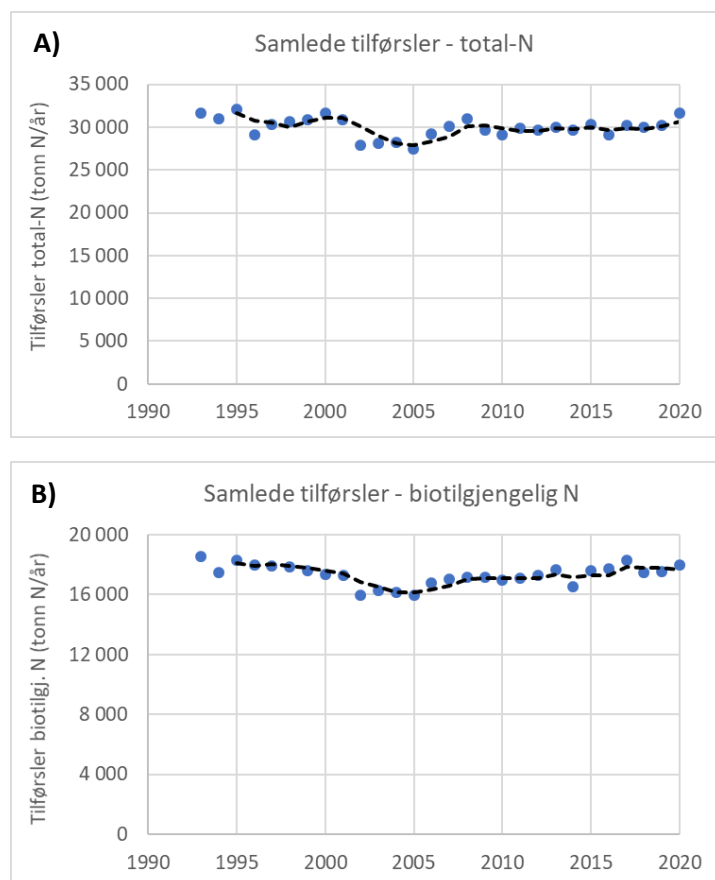 A)
Samlede tilførsler - total-N
Tilførsler total-N (tonn N/år)
35 000
30 000
25 000
20 000
15 000
10 000
5 000
0
1990 1995 2000 2005 2010 2015 2020
B)
Samlede tilførsler - biotilgjengelig N
Tilførsler biotilgj. N (tonn N/år)
20 000
16 000
12 000
8 000
4 000
0
1990 1995 2000 2005 2010 2015 2020